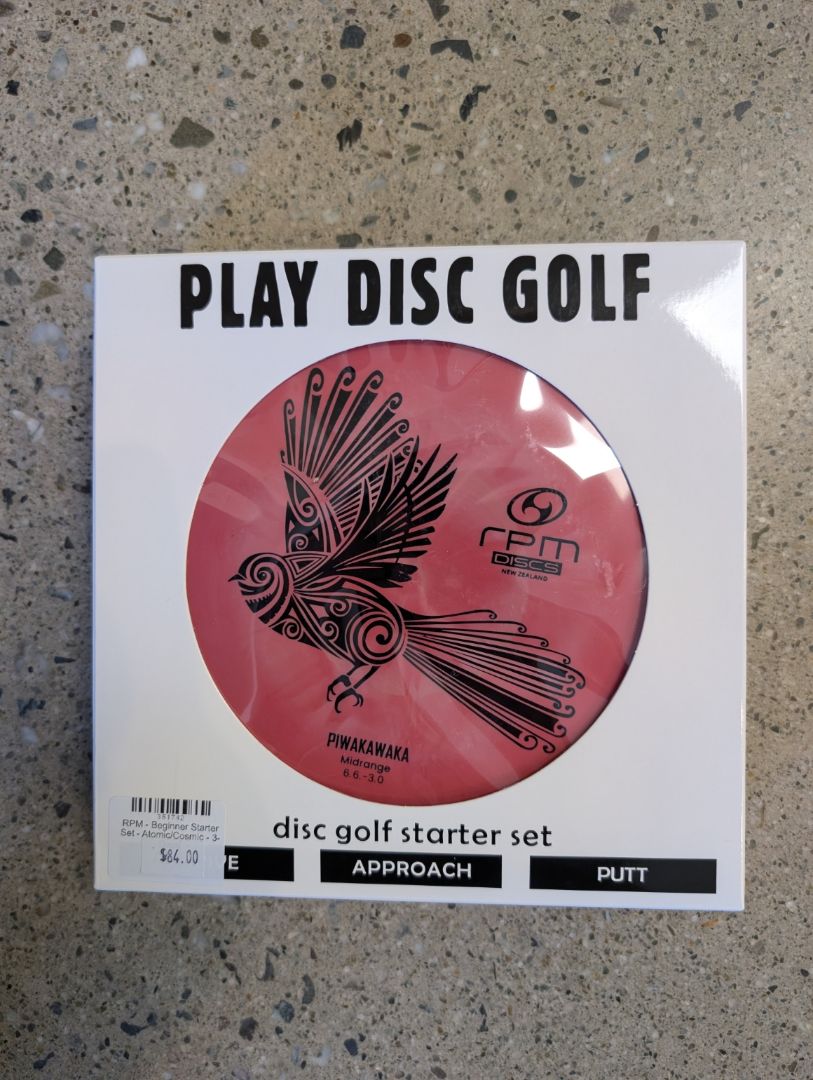 PLAY DISC GOLF
rpm
DISCS
NEW ZEALAND
PIWAKAWAKA
Midrange
6.6.-3.0
disc golf starter set
351742
RPM - Beginner Starter
Set - Atomic/Cosmic - 3-
$84.00
APPROACH
PUTT